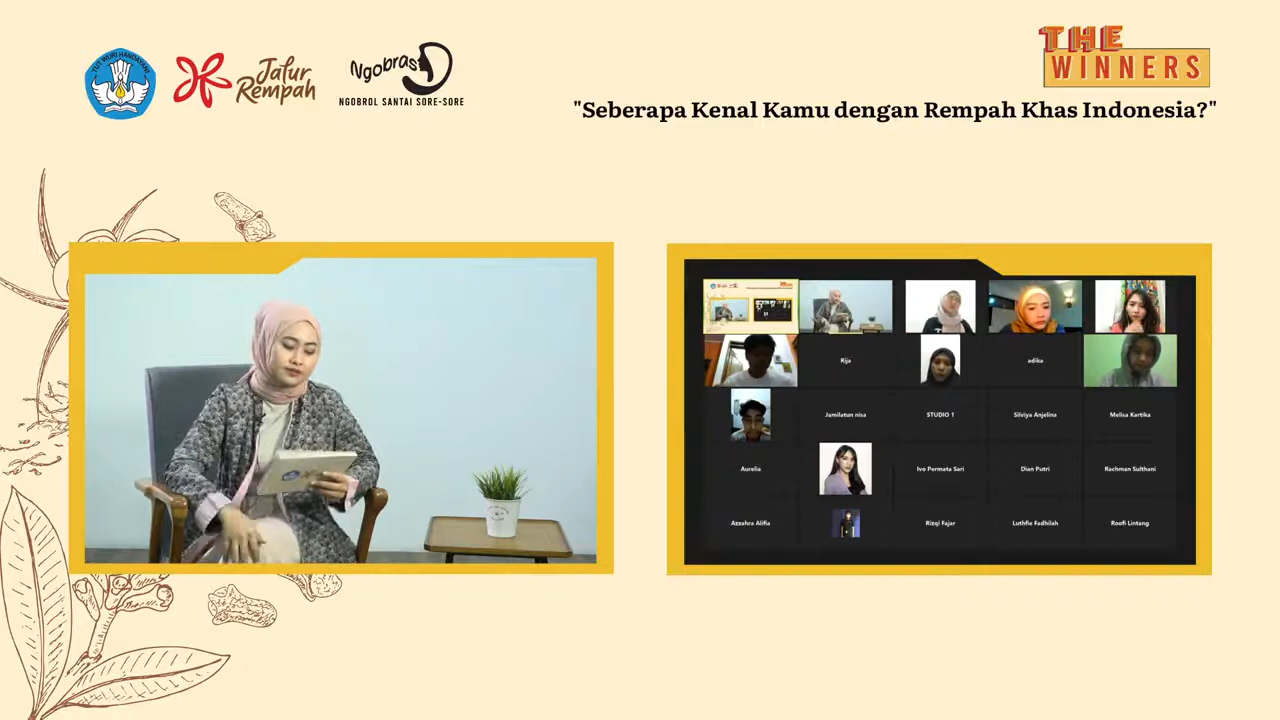 TUT WURI HANDAYANI
Jalur
Rempah
Ngobras
NGOBROL SANTAI SORE-SORE
THE
WINNERS
"Seberapa Kenal Kamu dengan Rempah Khas Indonesia?"
Rija
adika
Jamilatun nisa
STUDIO 1
Silviya Anjelina
Melisa Kartika
Aurelia
Ivo Permata Sari
Dian Putri
Rachman Sulthani
Azzahra Alifia
Rizqi Fajar
Luthfie Fadhilah
Roofi Lintang